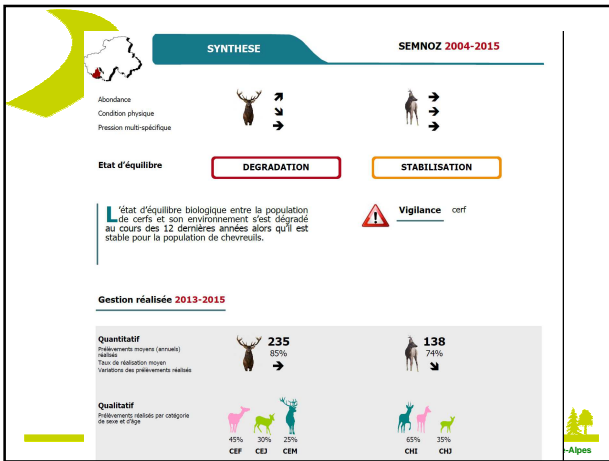 SYNTHESE
SEMNOZ 2004-2015
Abondance
Condition physique
Pression multi-spécifique
Etat d'équilibre
DEGRADATION
STABILISATION
L'état d'équilibre biologique entre la population
de cerfs et son environnement s'est dégradé
au cours des 12 dernières années alors qu'il est
stable pour la population de chevreuils.
Vigilance cerf
Gestion réalisée 2013-2015
Quantitatif
Prélèvements moyens (annuels)
réalisés
Taux de réalisation moyen
Variations des prélèvements réalisés
235
85%
138
74%
Qualitatif
Prélèvements réalisés par catégorie
de sexe et d'âge
45% 30% 25%
CEF CEJ CEM
65% 35%
CHI CHJ
-Alpes